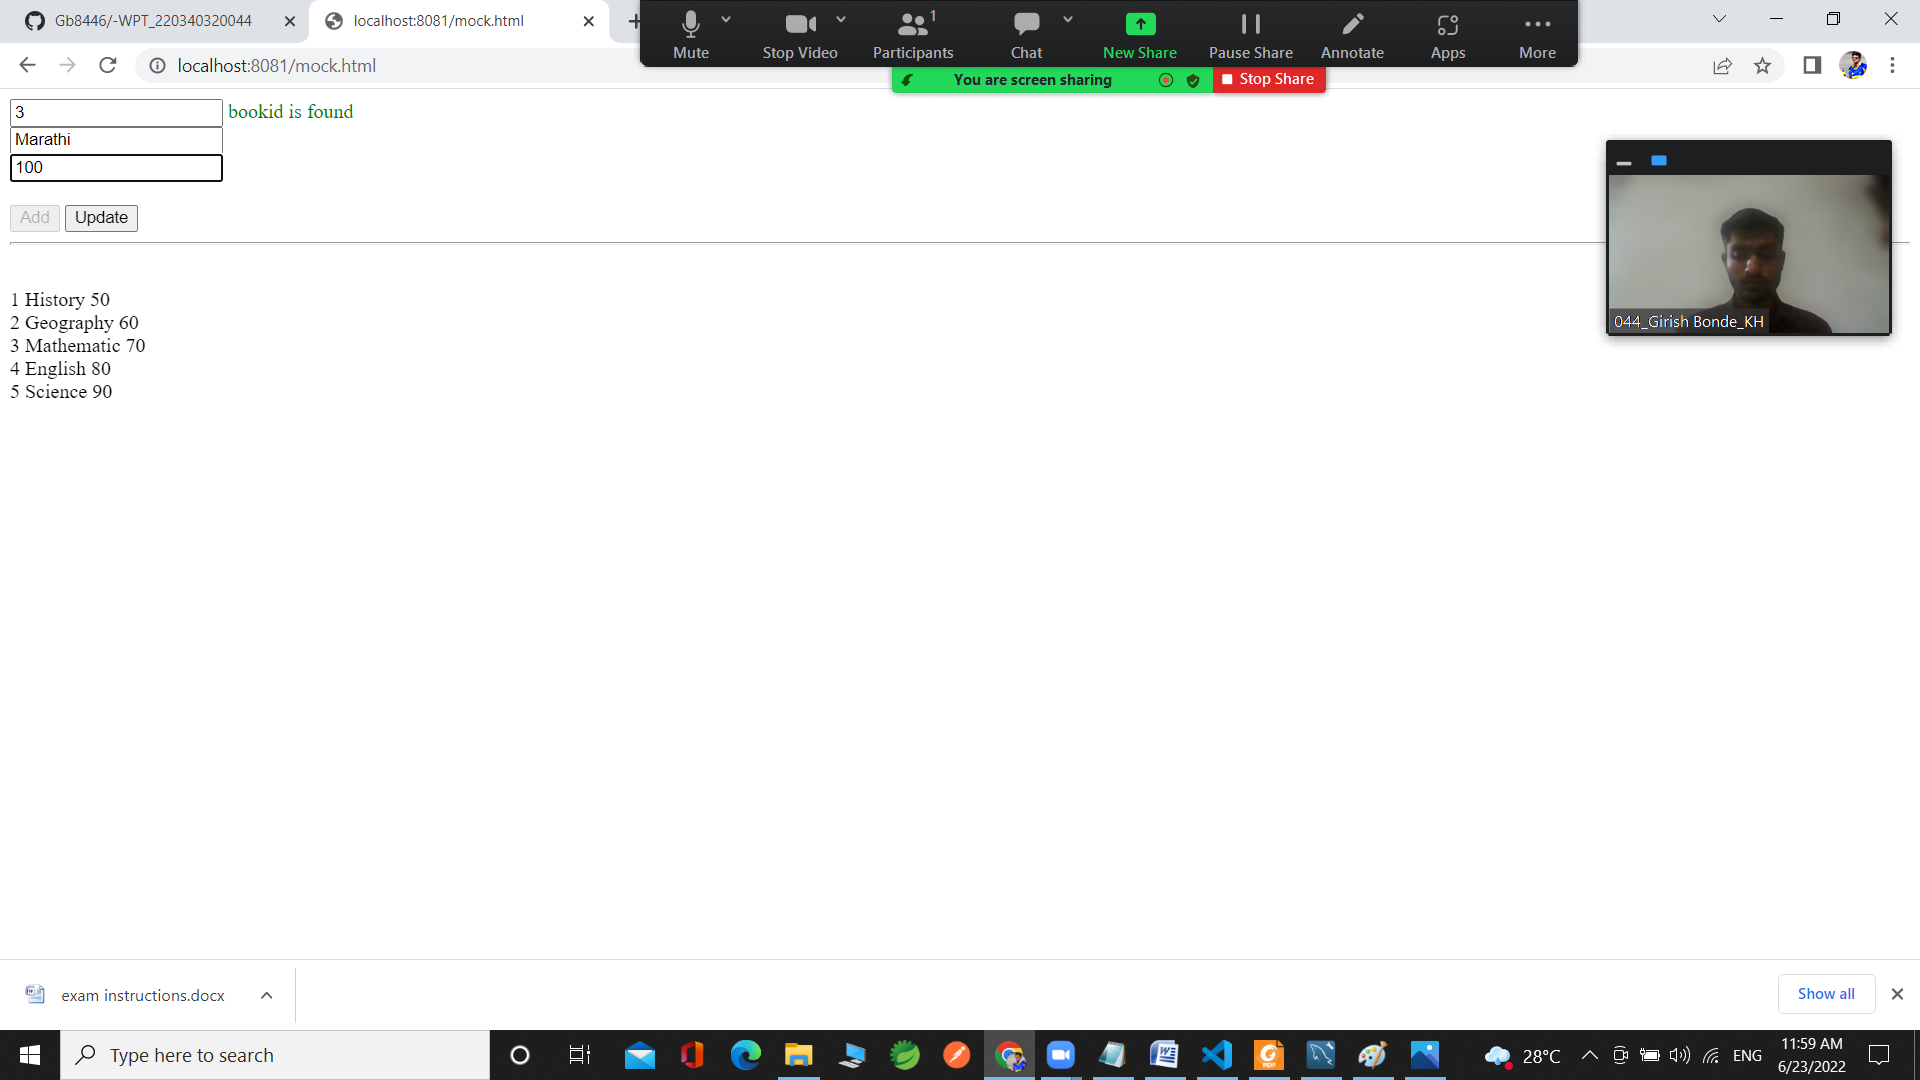 Gb8446/-WPT_220340320044
localhost:8081/mock.html
Mute
Stop Video
Participants
1
Chat
New Share
Pause Share
Annotate
Apps
More
You are screen sharing
Stop Share
localhost:8081/mock.html
3
bookid is found
Marathi
100
Add
Update
044_Girish Bonde_KH
1 History 50
2 Geography 60
3 Mathematic 70
4 English 80
5 Science 90
exam instructions.docx
Show all
Type here to search
28°C
ENG
11:59 AM
6/23/2022